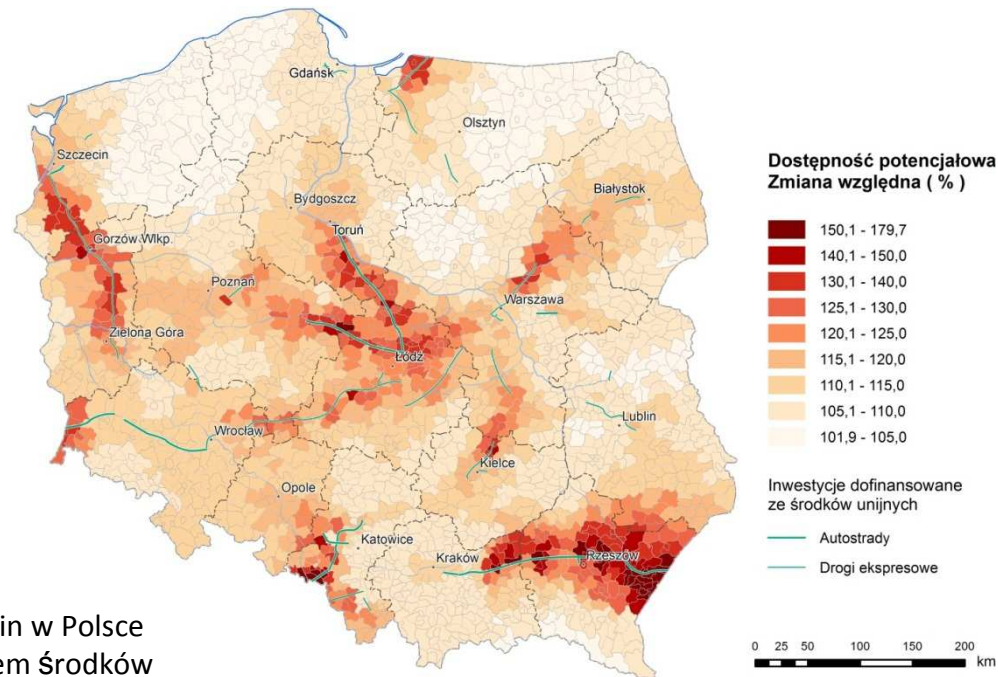 Gdańsk
Olsztyn
Szczecin
Białystok
Bydgoszcz
Gorzów Wlkp.
Toruń
Poznań
Warszawa
Zielona Góra
Łódź
Lublin
Wrocław
Kielce
Opole
Katowice
Kraków
Rzeszów
Dostępność potencjałowa
Zmiana względna ( % )
150,1 - 179,7
140,1 - 150,0
130,1 - 140,0
125,1 - 130,0
120,1 - 125,0
115,1 - 120,0
110,1 - 115,0
105,1 - 110,0
101,9 - 105,0
Inwestycje dofinansowane
ze środków unijnych
Autostrady
Drogi ekspresowe
0 25 50 100 150 200
km
in w Polsce
em środków